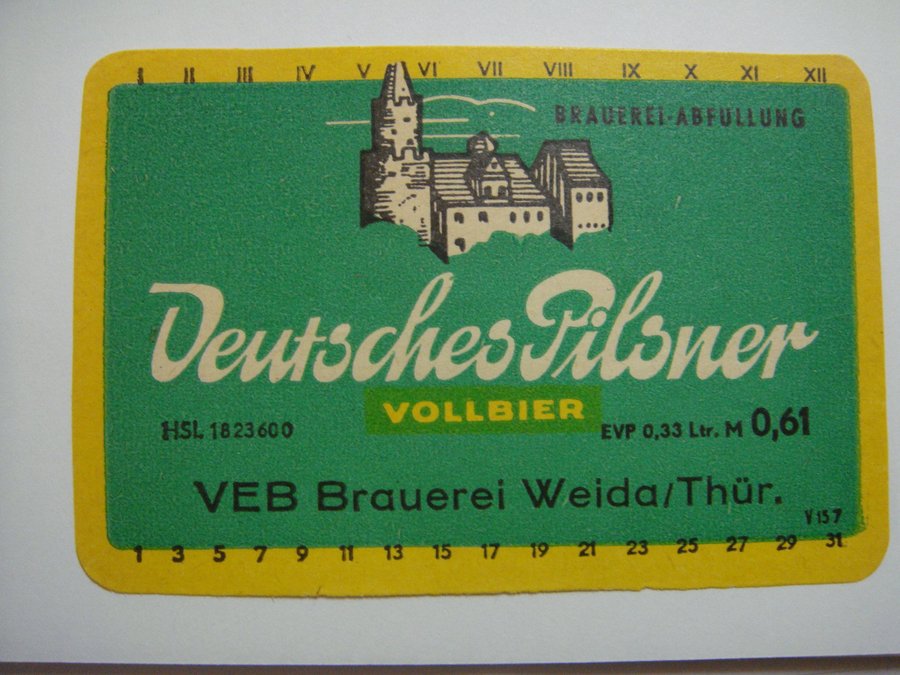 I II III IV V VI VII VIII IX X XI XII
BRAUEREI-ABFÜLLUNG
Deutsches Pilsner
VOLLBIER
HSL 1823600
EVP 0,33 Ltr. M 0,61
VEB Brauerei Weida/Thür.
V 15 7
1 3 5 7 9 11 13 15 17 19 21 23 25 27 29 31